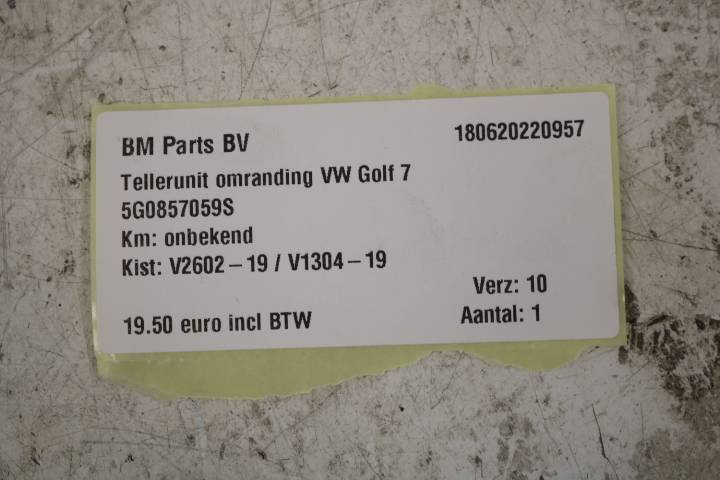 BM Parts BV 180620220957
Tellerunit omranding VW Golf 7
5G0857059S
Km: onbekend
Kist: V2602-19 / V1304-19
Verz: 10
19.50 euro incl BTW Aantal: 1